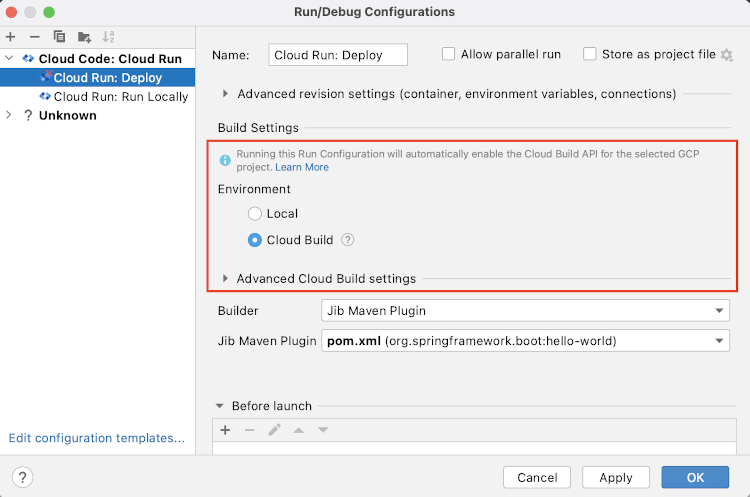 Run/Debug Configurations
Cloud Code: Cloud Run
Cloud Run: Deploy
Cloud Run: Run Locally
? Unknown
Edit configuration templates...
Name: Cloud Run: Deploy
Allow parallel run
Store as project file
Advanced revision settings (container, environment variables, connections)
Build Settings
Running this Run Configuration will automatically enable the Cloud Build API for the selected GCP
project. Learn More
Environment
Local
Cloud Build ?
Advanced Cloud Build settings
Builder Jib Maven Plugin
Jib Maven Plugin pom.xml (org.springframework.boot:hello-world)
Before launch
? Cancel Apply OK